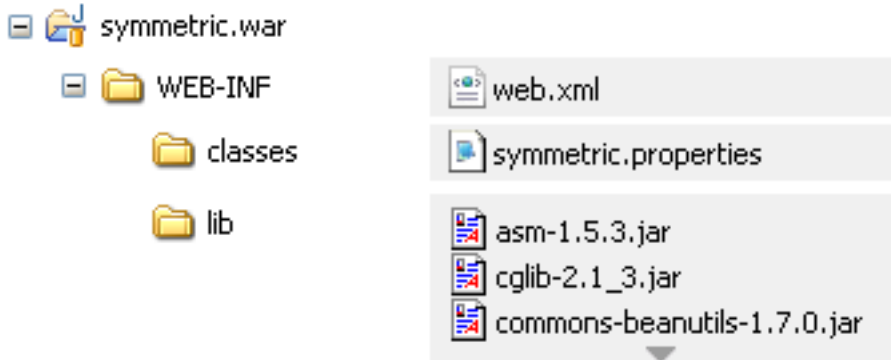 symmetric.war
WEB-INF
web.xml
classes
symmetric.properties
lib
asm-1.5.3.jar
cglib-2.1_3.jar
commons-beanutils-1.7.0.jar